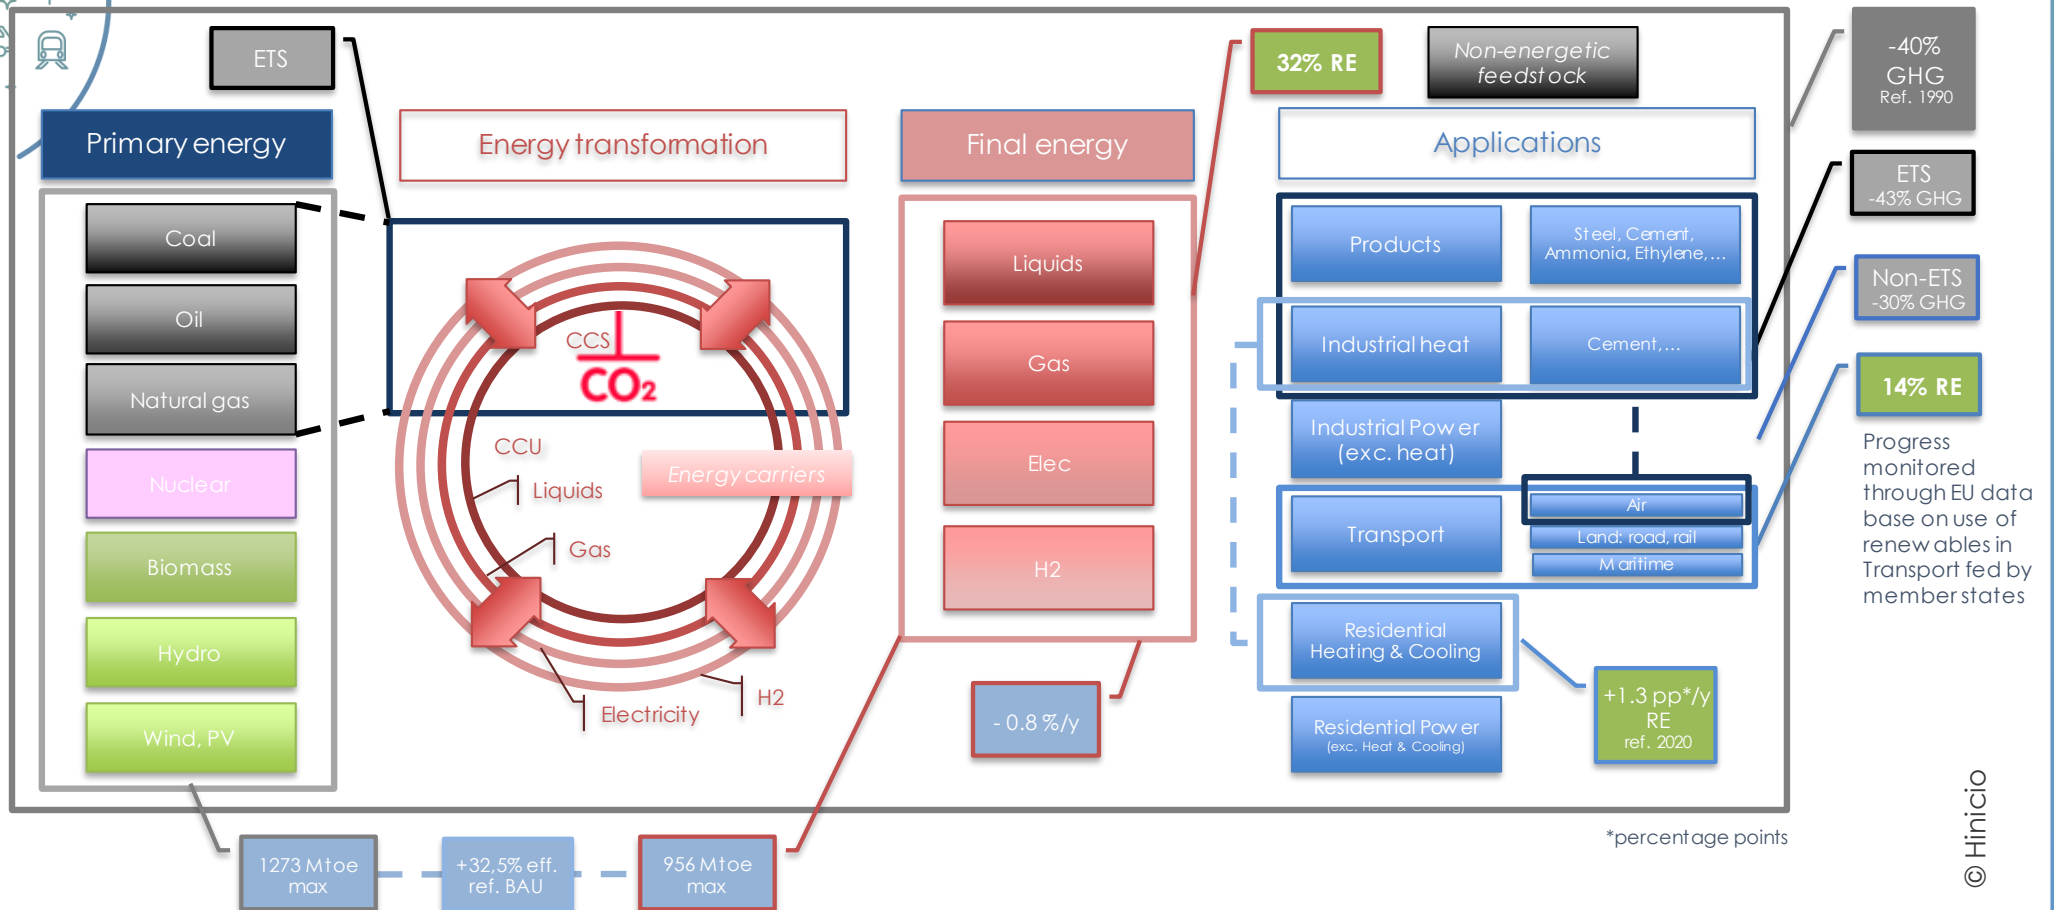 ETS
32% RE
Non-energetic
feedstock
-40%
GHG
Ref. 1990
Primary energy
Energy transformation
Final energy
Applications
ETS
-43% GHG
Non-ETS
-30% GHG
14% RE
Progress
monitored
through EU data
base on use of
renewables in
Transport fed by
member states
Coal
Oil
Natural gas
Nuclear
Biomass
Hydro
Wind, PV
CCS
CO2
CCU
Energy carriers
Liquids
Gas
Electricity
H2
Liquids
Gas
Elec
H2
- 0.8 %/y
Products
Steel, Cement,
Ammonia, Ethylene,...
Industrial heat
Cement,...
Industrial Power
(exc. heat)
Transport
Air
Land: road, rail
Maritime
Residential
Heating & Cooling
+1.3 pp*/y
RE
ref. 2020
Residential Power
(exc. Heat & Cooling)
1273 Mtoe
max
+32,5% eff.
ref. BAU
956 Mtoe
max
*percentage points
© Hinicio